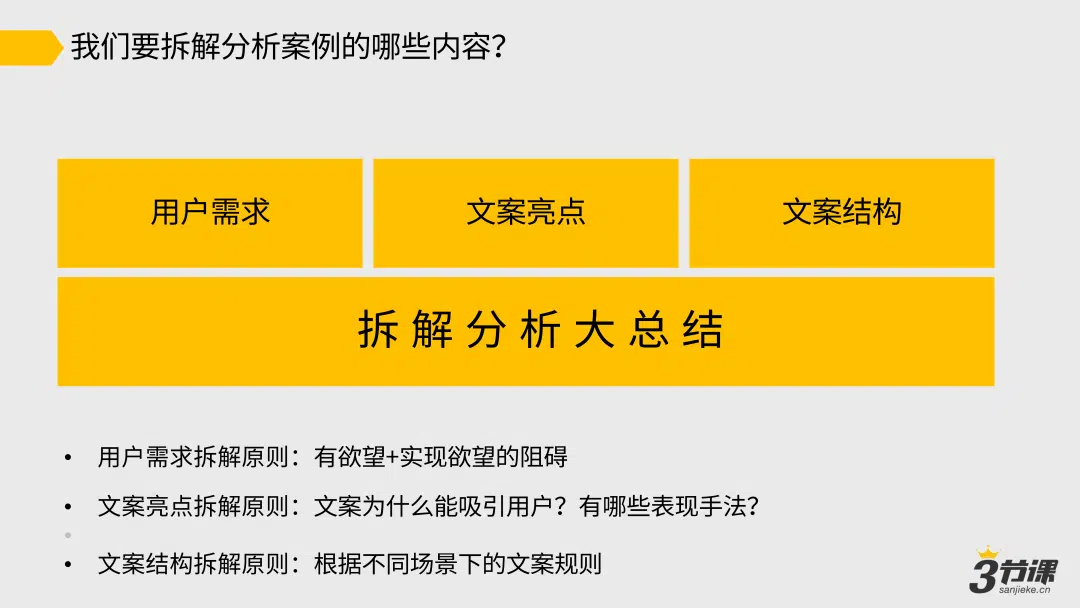 我们要拆解分析案例的哪些内容？
用户需求
文案亮点
文案结构
拆解分析大总结
• 用户需求拆解原则：有欲望+实现欲望的阻碍
• 文案亮点拆解原则：文案为什么能吸引用户？有哪些表现手法？
•
• 文案结构拆解原则：根据不同场景下的文案规则
3节课
sanjieke.cn